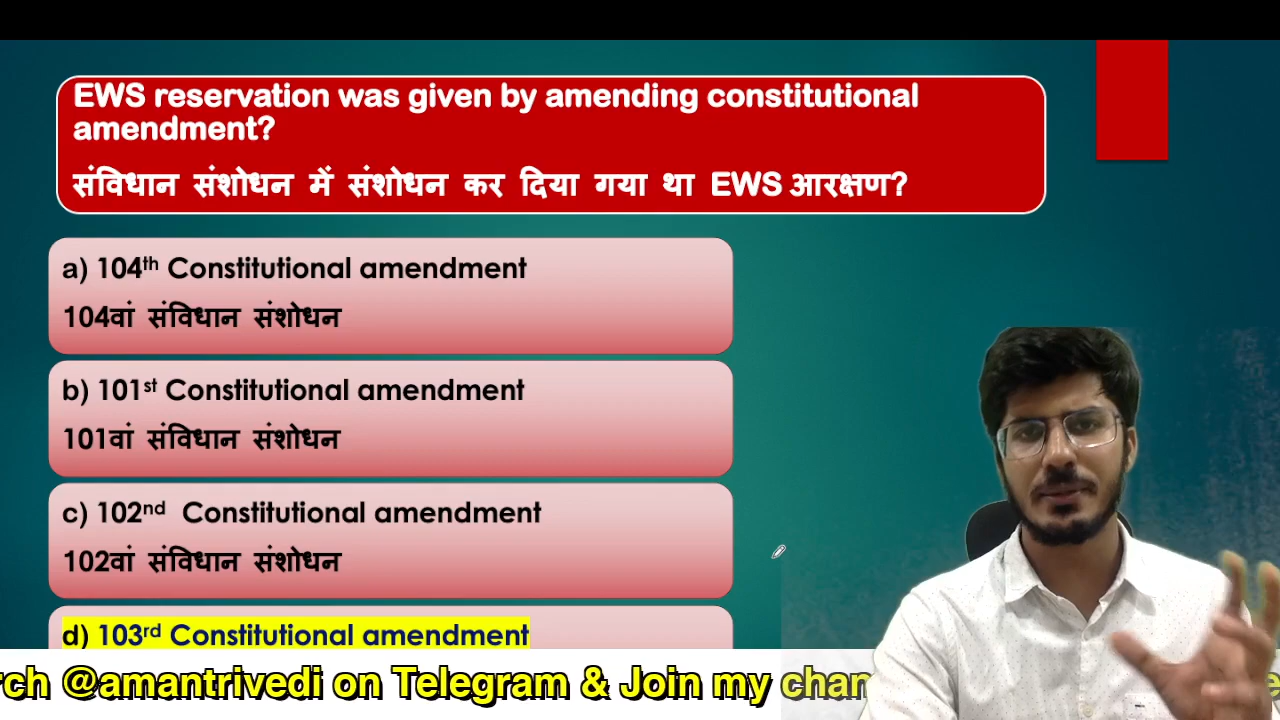 EWS reservation was given by amending constitutional
amendment?
संविधान संशोधन में संशोधन कर दिया गया था EWS आरक्षण?
a) 104th Constitutional amendment
104वां संविधान संशोधन
b) 101st Constitutional amendment
101वां संविधान संशोधन
c) 102nd Constitutional amendment
102वां संविधान संशोधन
d) 103rd Constitutional amendment
@amantrivedi on Telegram & Join my